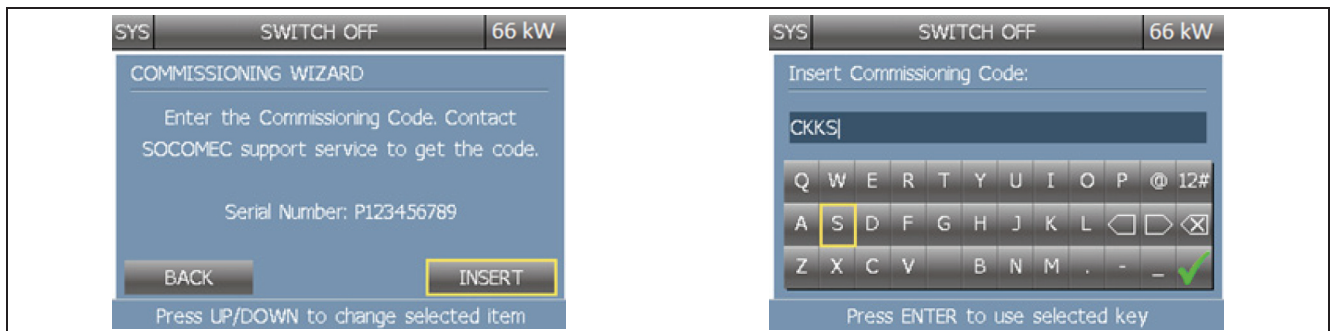 SYS SWITCH OFF 66 kW
COMMISSIONING WIZARD
Enter the Commissioning Code. Contact
SOCOMEC support service to get the code.
Serial Number: P123456789
BACK INSERT
Press UP/DOWN to change selected item
SYS SWITCH OFF 66 kW
Insert Commissioning Code:
CKKS
Q W E R T Y U I O P @ 12#
A S D F G H J K L
Z X C V B N M . - _
Press ENTER to use selected key